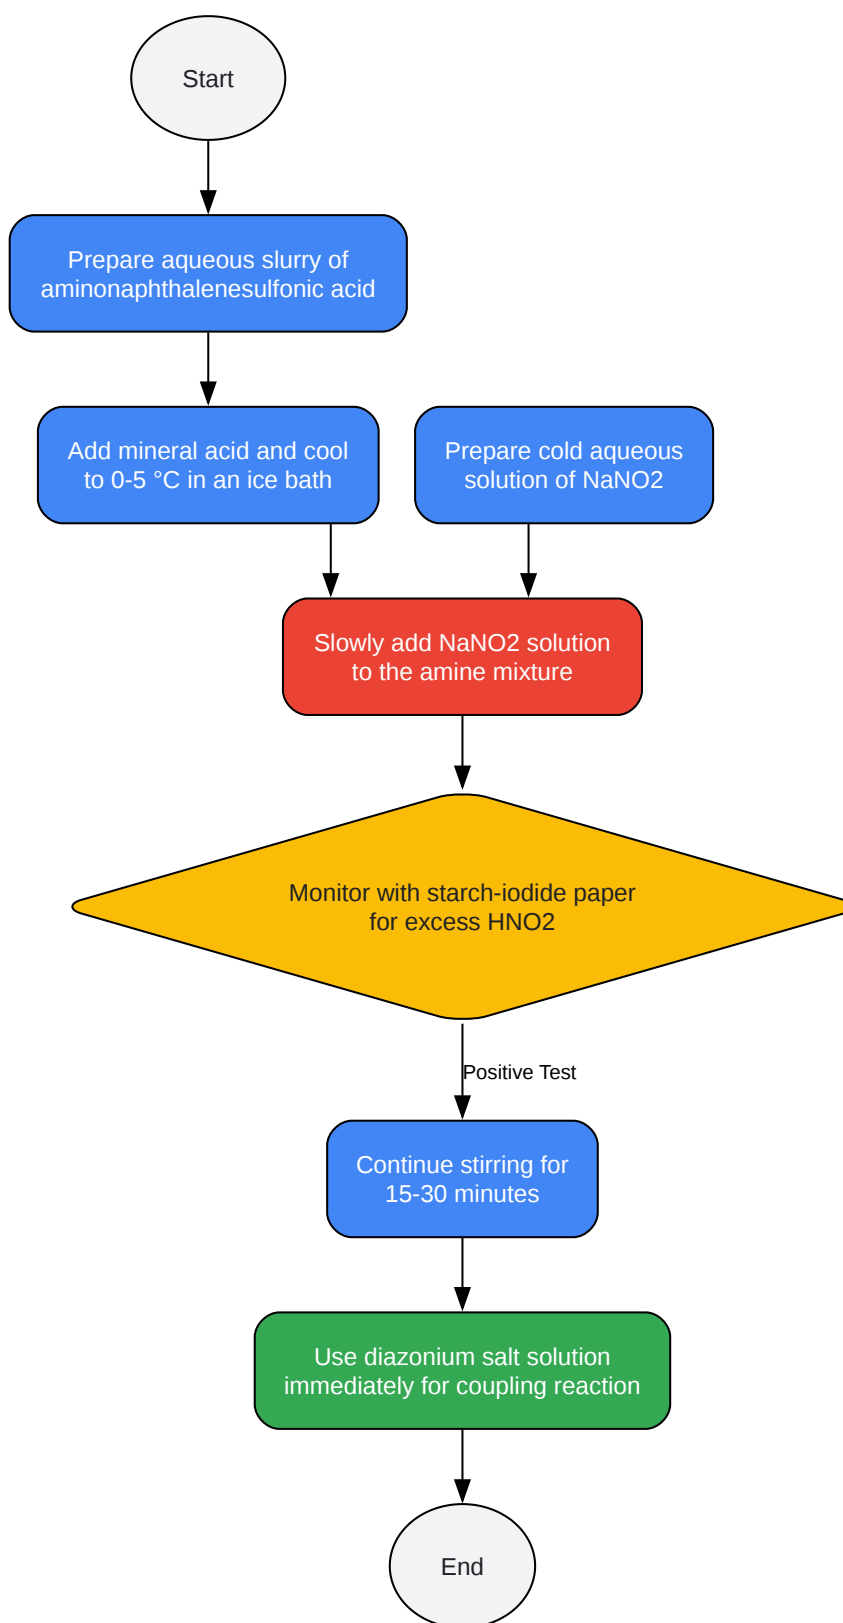 Start
Prepare aqueous slurry of
aminonaphthalenesulfonic acid
Add mineral acid and cool
to 0-5 °C in an ice bath
Prepare cold aqueous
solution of NaNO2
Slowly add NaNO2 solution
to the amine mixture
Monitor with starch-iodide paper
for excess HNO2
Positive Test
Continue stirring for
15-30 minutes
Use diazonium salt solution
immediately for coupling reaction
End